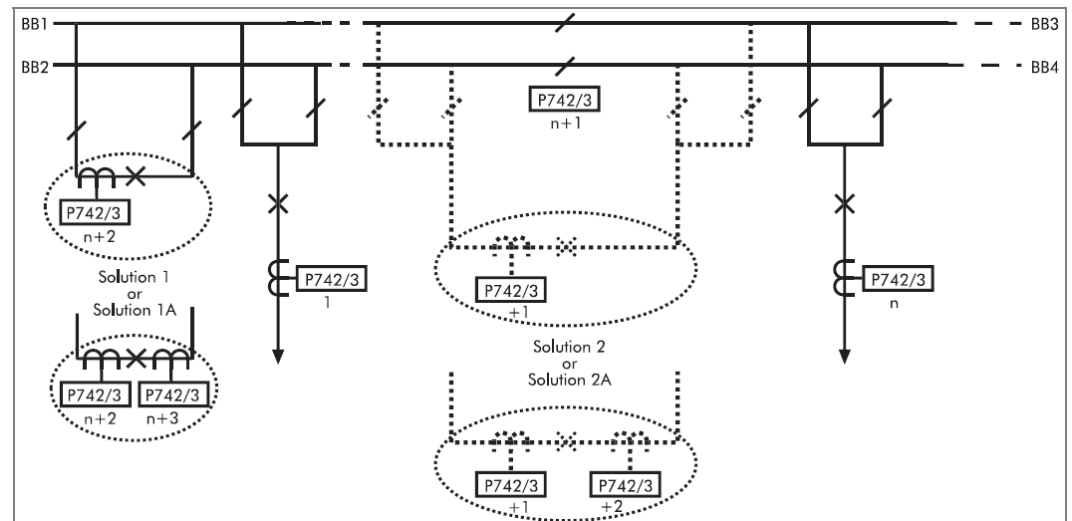 BB1
BB3
BB2
BB4
P742/3
n+1
P742/3
n+2
Solution 1
or
Solution 1A
P742/3
1
P742/3
+1
P742/3
n
Solution 2
or
Solution 2A
P742/3
P742/3
n+2
n+3
P742/3
P742/3
+1
+2